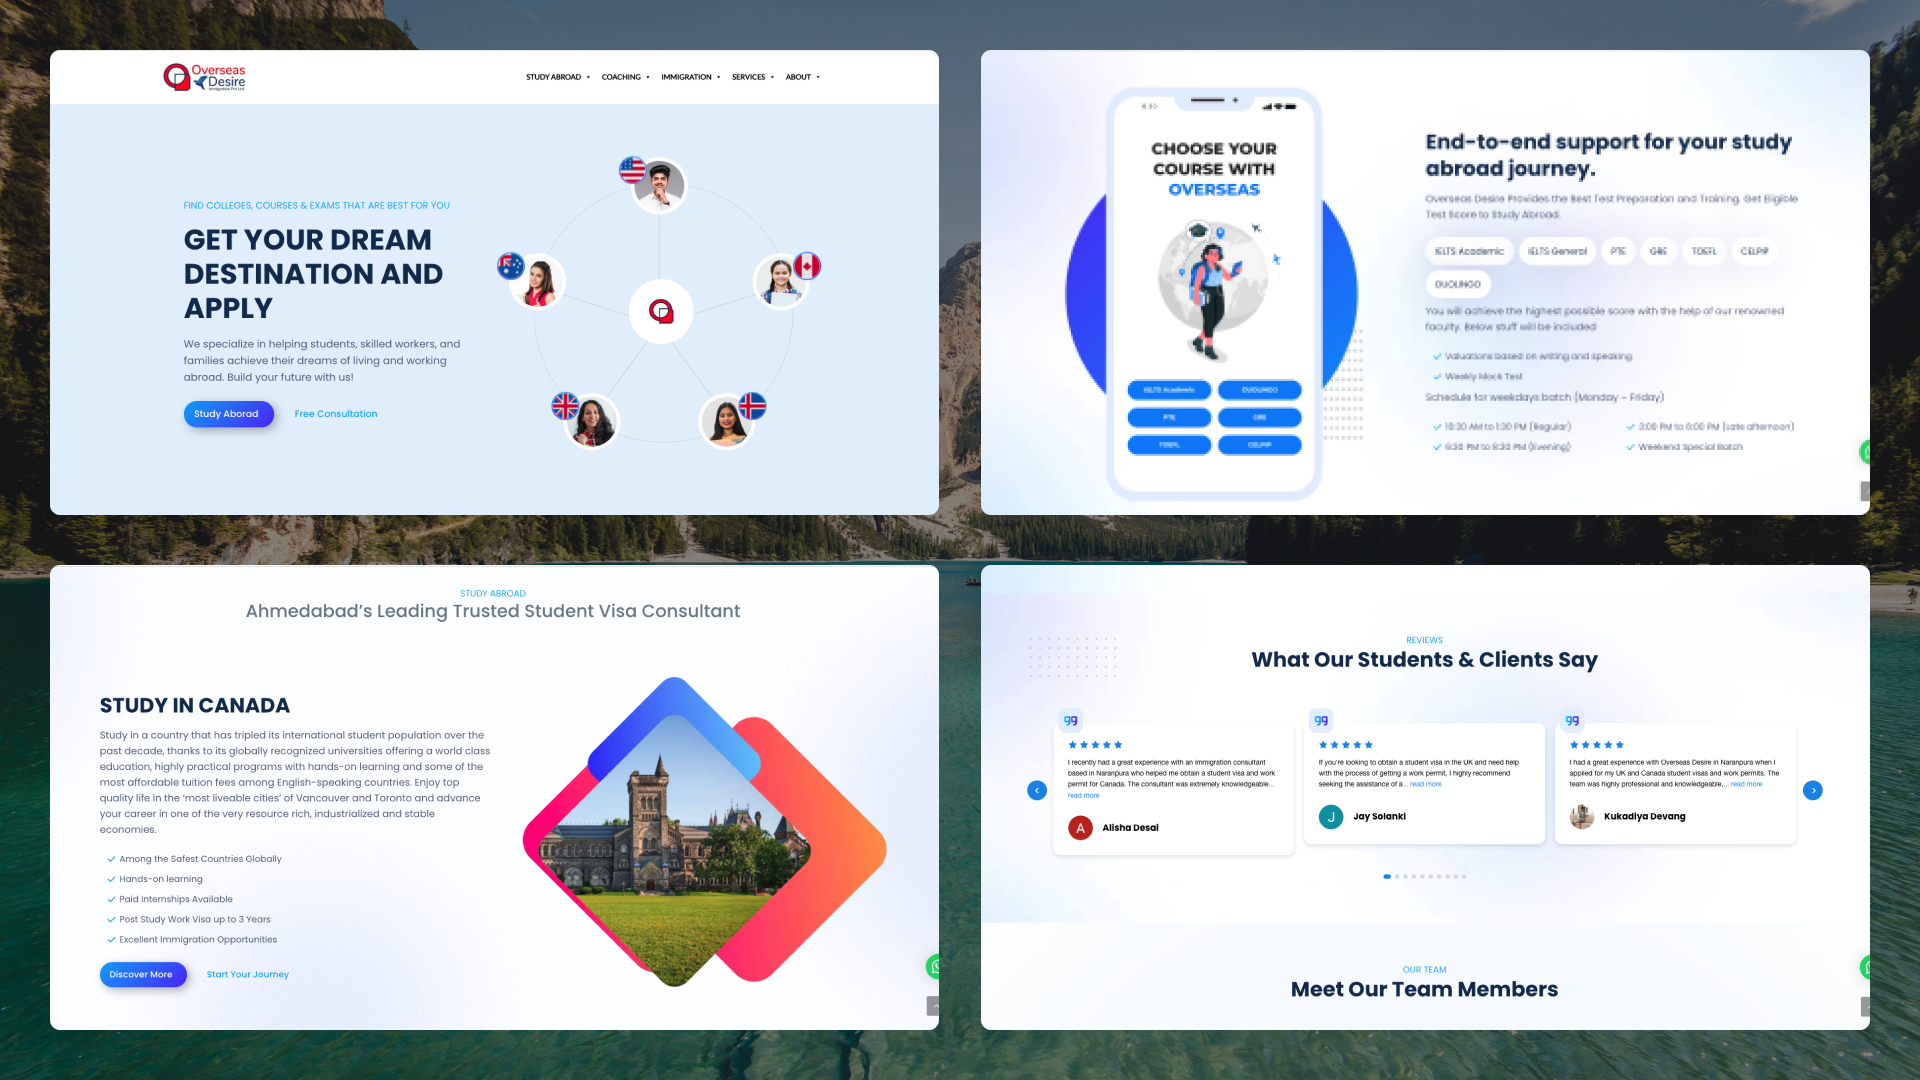 Overseas
Desire
Immigration Pvt Ltd.
STUDY ABROAD
COACHING
IMMIGRATION
SERVICES
ABOUT
FIND COLLEGES, COURSES & EXAMS THAT ARE BEST FOR YOU
GET YOUR DREAM
DESTINATION AND
APPLY
We specialize in helping students, skilled workers, and
families achieve their dreams of living and working
abroad. Build your future with us!
Study Aborad
Free Consultation
CHOOSE YOUR
COURSE WITH
OVERSEAS
IELTS Academic
DUOLINGO
PTE
GRE
TOEFL
CELPIP
End-to-end support for your study
abroad journey.
Overseas Desire Provides the Best Test Preparation and Training. Get Eligible
Test Score to Study Abroad.
IELTS Academic
IELTS General
PTE
GRE
TOEFL
CELPIP
DUOLINGO
You will achieve the highest possible score with the help of our renowned
faculty. Below stuff will be included
Valuations based on writing and speaking
Weekly Mock Test
Schedule for weekdays batch (Monday – Friday)
10:30 AM to 1:30 PM (Regular)
3:00 PM to 6:00 PM (Late afternoon)
6:30 PM to 8:30 PM (Evening)
Weekend Special Batch
STUDY ABROAD
Ahmedabad's Leading Trusted Student Visa Consultant
STUDY IN CANADA
Study in a country that has tripled its international student population over the
past decade, thanks to its globally recognized universities offering a world class
education, highly practical programs with hands-on learning and some of the
most affordable tuition fees among English-speaking countries. Enjoy top
quality life in the 'most liveable cities' of Vancouver and Toronto and advance
your career in one of the very resource rich, industrialized and stable
economies.
Among the Safest Countries Globally
Hands-on learning
Paid Internships Available
Post Study Work Visa up to 3 Years
Excellent Immigration Opportunities
Discover More
Start Your Journey
REVIEWS
What Our Students & Clients Say
I recently had a great experience with an immigration consultant
based in Naranpura who helped me obtain a student visa and work
permit for Canada. The consultant was extremely knowledgeable...
read more
A
Alisha Desai
If you're looking to obtain a student visa in the UK and need help
with the process of getting a work permit, I highly recommend
seeking the assistance of a... read more
J
Jay Solanki
I had a great experience with Overseas Desire in Naranpura when I
applied for my UK and Canada student visas and work permits. The
team was highly professional and knowledgeable,... read more
Kukadiya Devang
OUR TEAM
Meet Our Team Members